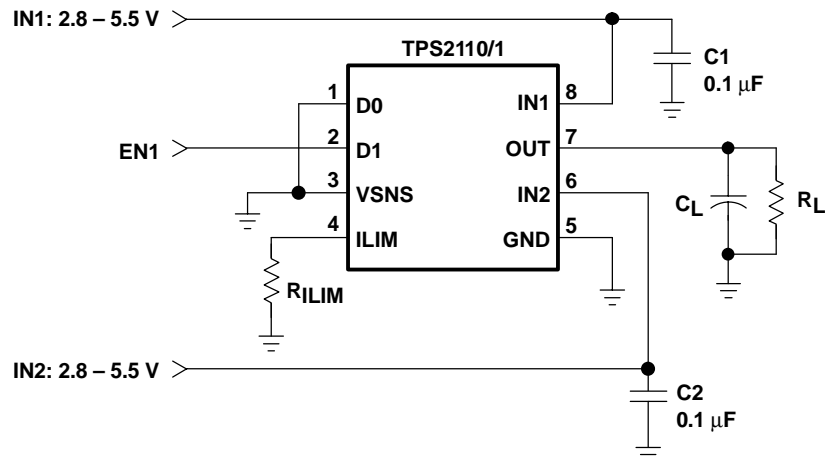 IN1: 2.8 – 5.5 V
TPS2110/1
C1
0.1 μF
1
D0
IN1
8
EN1
2
D1
OUT
7
3
VSNS
IN2
6
4
ILIM
GND
5
CL
RL
RILIM
IN2: 2.8 – 5.5 V
C2
0.1 μF